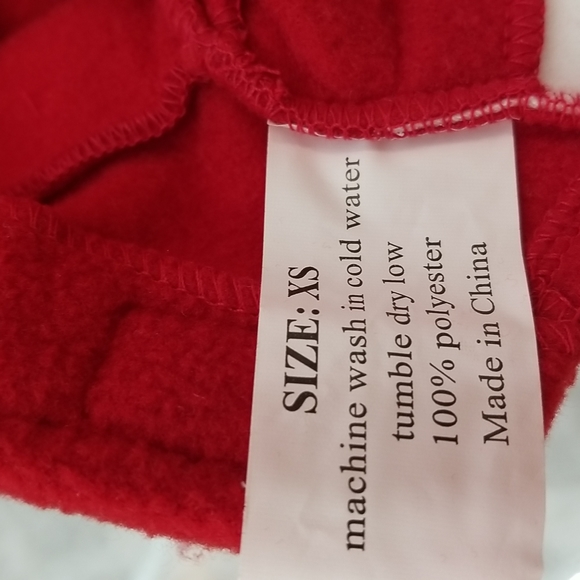 SIZE: XS
machine wash in cold water
tumble dry low
100% polyester
Made in China